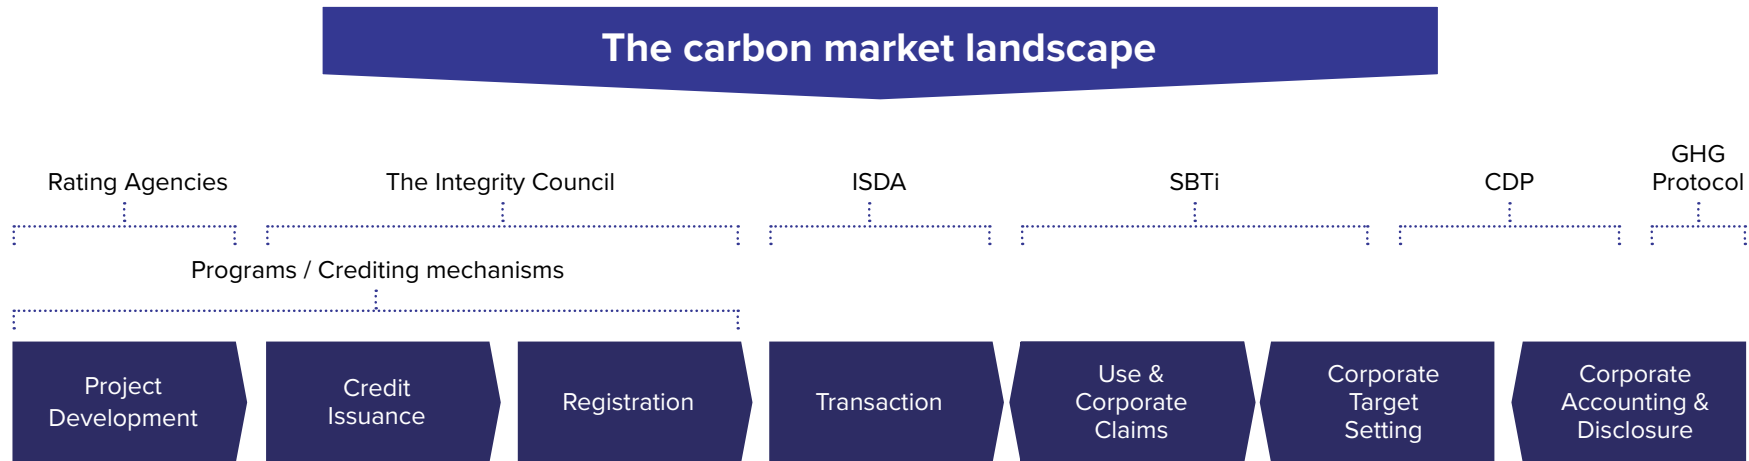 The carbon market landscape
Rating Agencies
The Integrity Council
ISDA
SBTi
CDP
GHG
Protocol
Programs / Crediting mechanisms
Project
Development
Credit
Issuance
Registration
Transaction
Use &
Corporate
Claims
Corporate
Target
Setting
Corporate
Accounting &
Disclosure